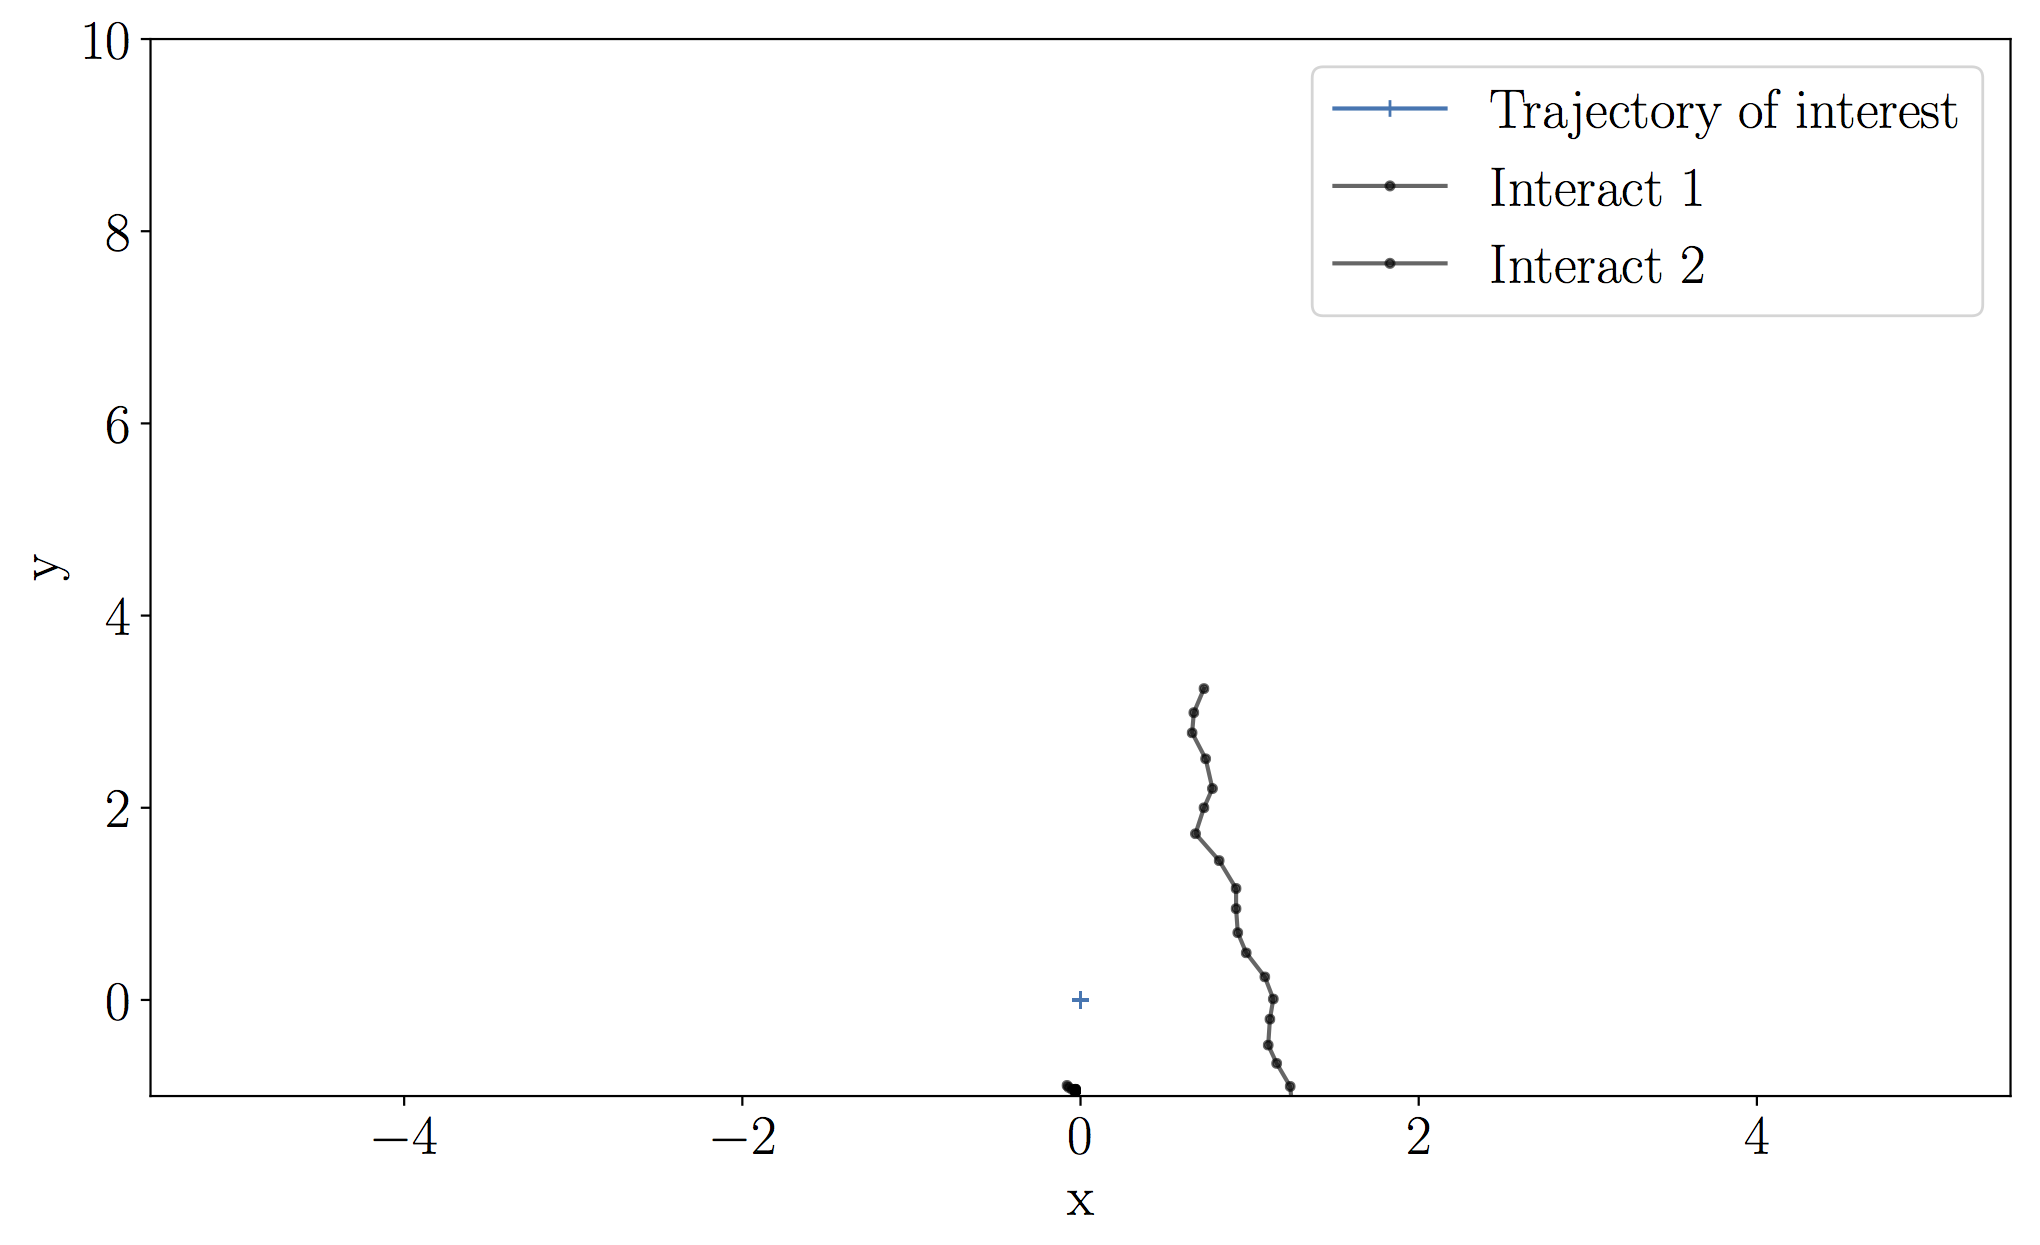 10
8
6
4
2
0
y
Trajectory of interest
Interact 1
Interact 2
−4 −2 0 2 4
x